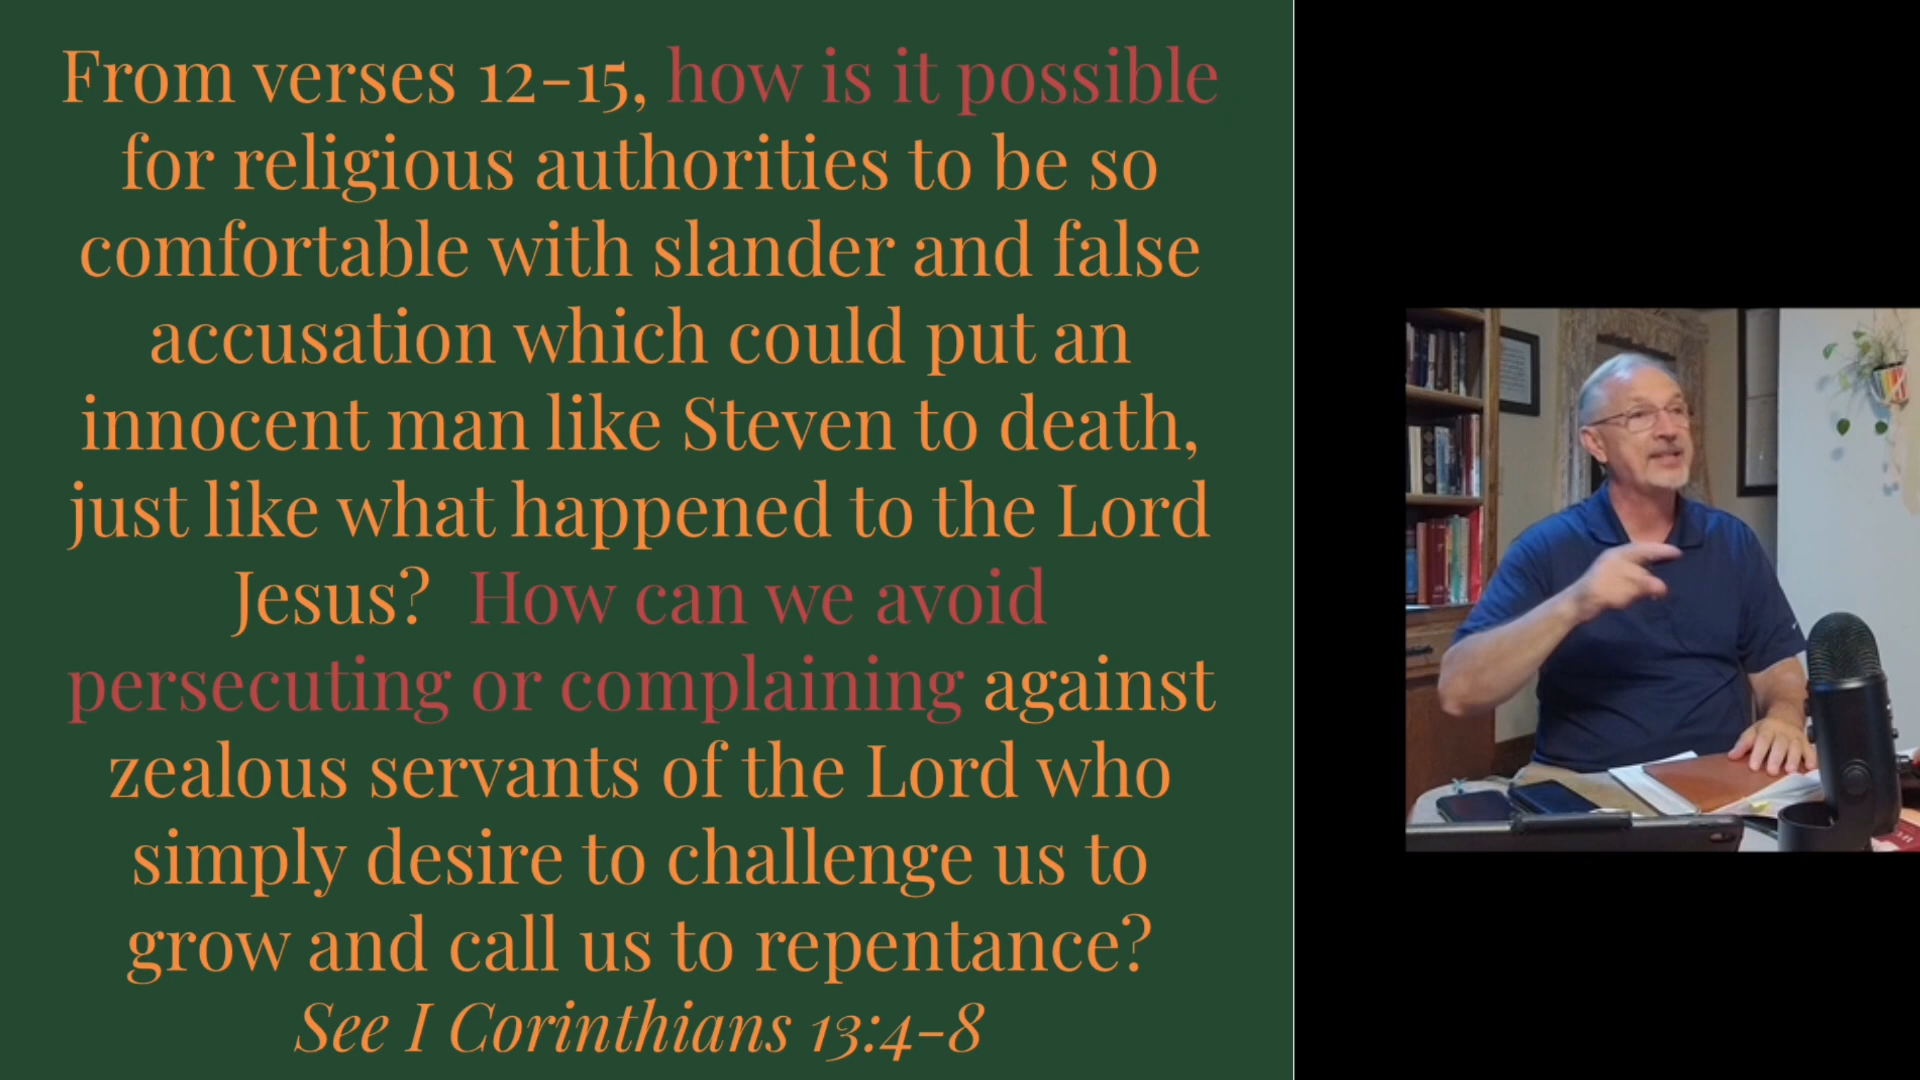 From verses 12-15, how is it possible
for religious authorities to be so
comfortable with slander and false
accusation which could put an
innocent man like Steven to death,
just like what happened to the Lord
Jesus? How can we avoid
persecuting or complaining against
zealous servants of the Lord who
simply desire to challenge us to
grow and call us to repentance?
See I Corinthians 13:4-8